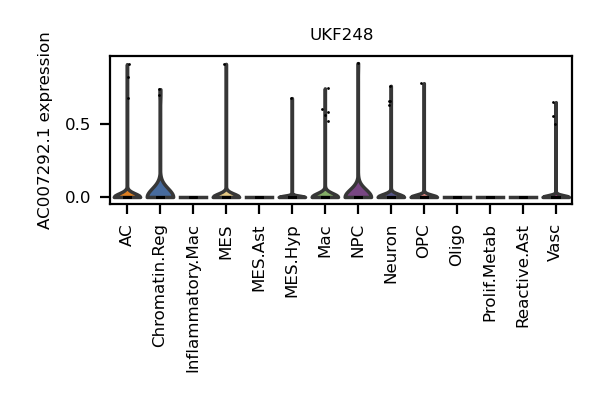 UKF248
AC007292.1 expression
0.5
0.0
AC
Chromatin.Reg
Inflammatory.Mac
MES
MES.Ast
MES.Hyp
Mac
NPC
Neuron
OPC
Oligo
Prolif.Metab
Reactive.Ast
Vasc